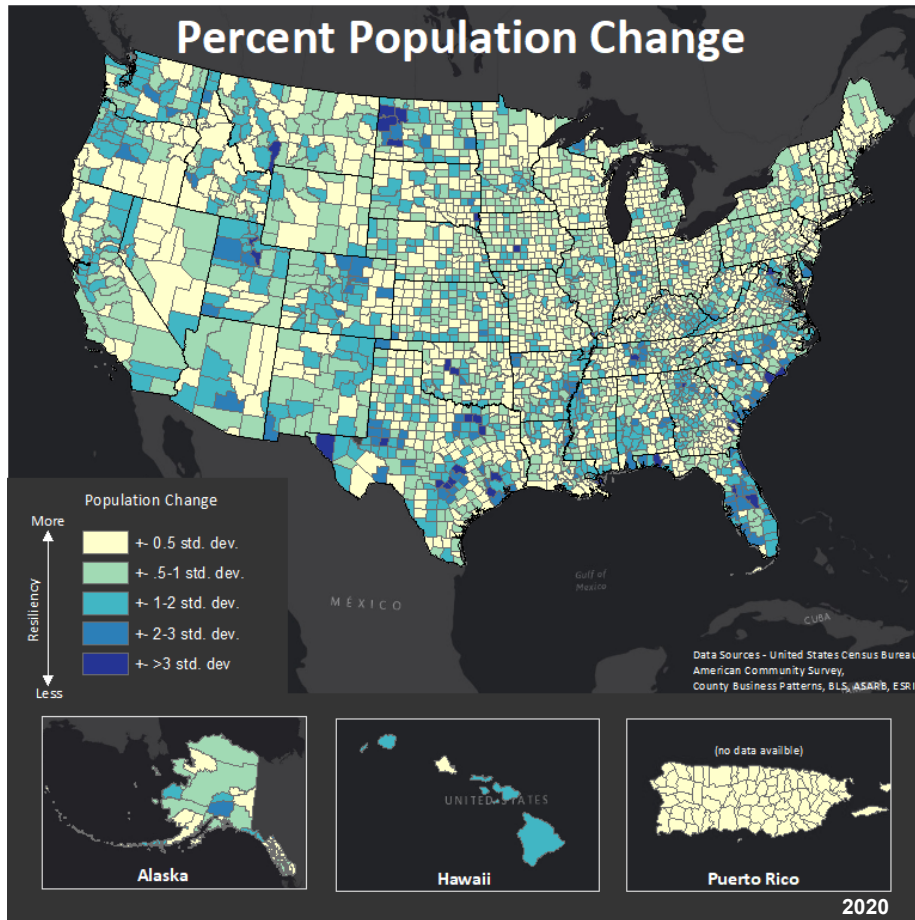 Percent Population Change
Population Change
More
Resiliency
Less
+- 0.5 std. dev.
+- .5-1 std. dev.
+- 1-2 std. dev.
+- 2-3 std. dev.
+- >3 std. dev
MÉXICO
Gulf of
Mexico
CUBA
Data Sources - United States Census Bureau
American Community Survey,
County Business Patterns, BLS, ASARB, ESRI
Alaska
UNITED STATES
Hawaii
(no data availble)
Puerto Rico
2020